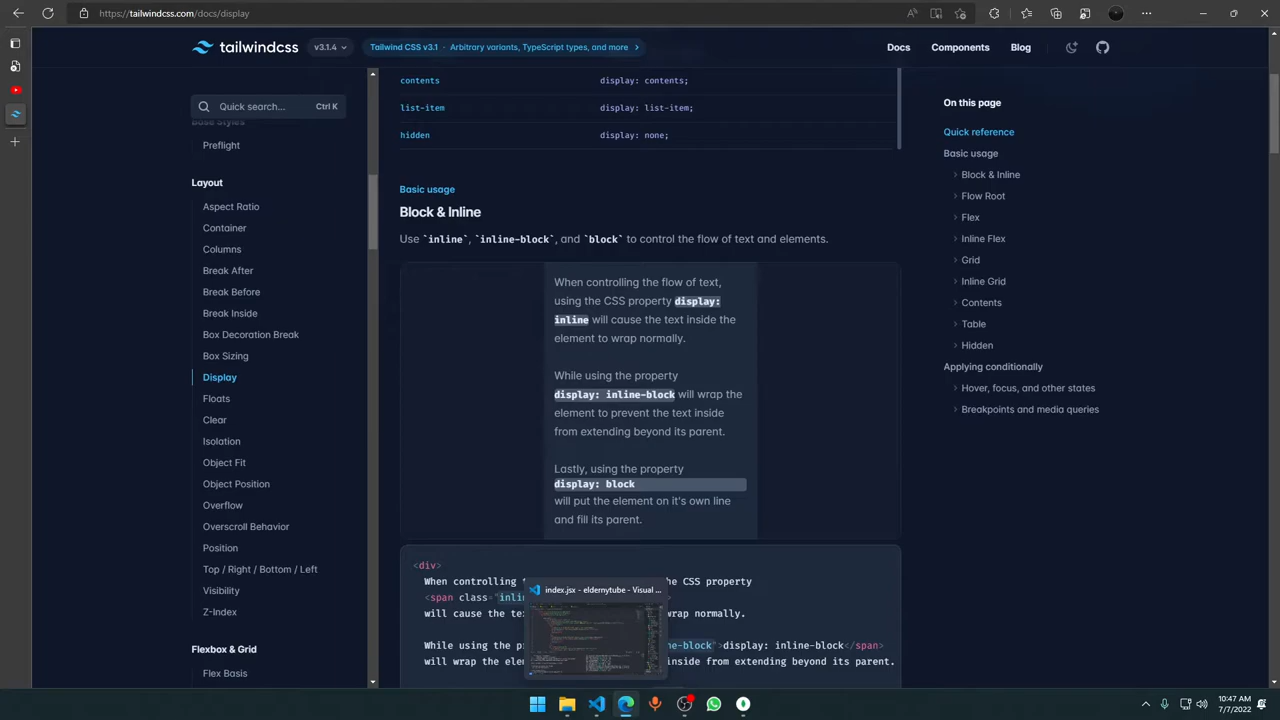 https://tailwindcss.com/docs/display
tailwindcss
v3.1.4
Tailwind CSS v3.1 · Arbitrary variants, TypeScript types, and more
Docs
Components
Blog
Quick search...
Ctrl K
Base Styles
Preflight
Layout
Aspect Ratio
Container
Columns
Break After
Break Before
Break Inside
Box Decoration Break
Box Sizing
Display
Floats
Clear
Isolation
Object Fit
Object Position
Overflow
Overscroll Behavior
Position
Top / Right / Bottom / Left
Visibility
Z-Index
Flexbox & Grid
Flex Basis
contents display: contents;
list-item display: list-item;
hidden display: none;
Basic usage
Block & Inline
Use `inline`, `inline-block`, and `block` to control the flow of text and elements.
When controlling the flow of text,
using the CSS property display:
inline will cause the text inside the
element to wrap normally.
While using the property
display: inline-block will wrap the
element to prevent the text inside
from extending beyond its parent.
Lastly, using the property
display: block
will put the element on it's own line
and fill its parent.
<div>
When controlling t he CSS property
<span class="inlin
will cause the tex wrap normally.
While using the p ne-block">display: inline-block</span>
will wrap the elem inside from extending beyond its parent.
index.jsx - eldernytube - Visual ...
On this page
Quick reference
Basic usage
Block & Inline
Flow Root
Flex
Inline Flex
Grid
Inline Grid
Contents
Table
Hidden
Applying conditionally
Hover, focus, and other states
Breakpoints and media queries
10:47 AM
7/7/2022